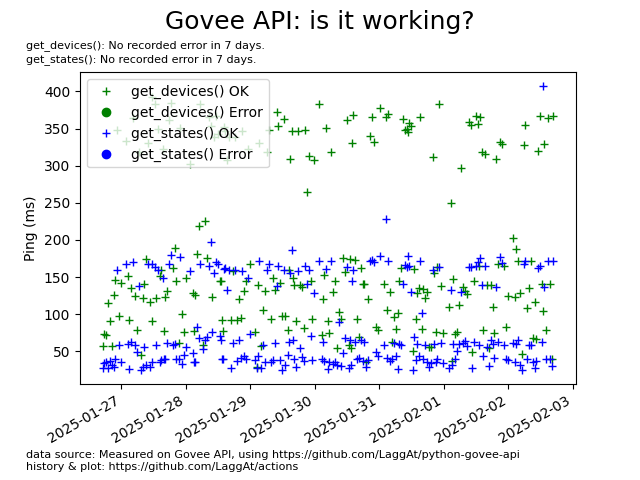 Govee API: is it working?
get_devices(): No recorded error in 7 days.
get_states(): No recorded error in 7 days.
get_devices() OK
get_devices() Error
get_states() OK
get_states() Error
Ping (ms)
400
350
300
250
200
150
100
50
2025-01-27
2025-01-28
2025-01-29
2025-01-30
2025-01-31
2025-02-01
2025-02-02
2025-02-03
data source: Measured on Govee API, using https://github.com/LaggAt/python-govee-api
history & plot: https://github.com/LaggAt/actions